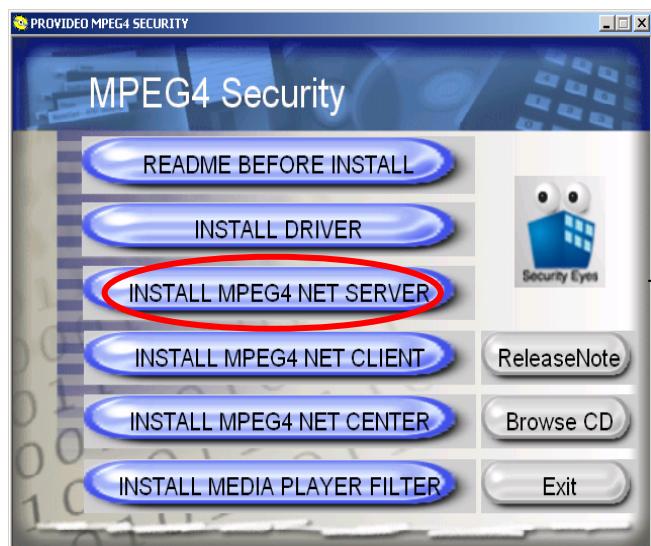 PROVIDEO MPEG4 SECURITY
MPEG4 Security
README BEFORE INSTALL
INSTALL DRIVER
Security Eyes
INSTALL MPEG4 NET SERVER
INSTALL MPEG4 NET CLIENT
ReleaseNote
INSTALL MPEG4 NET CENTER
Browse CD
INSTALL MEDIA PLAYER FILTER
Exit